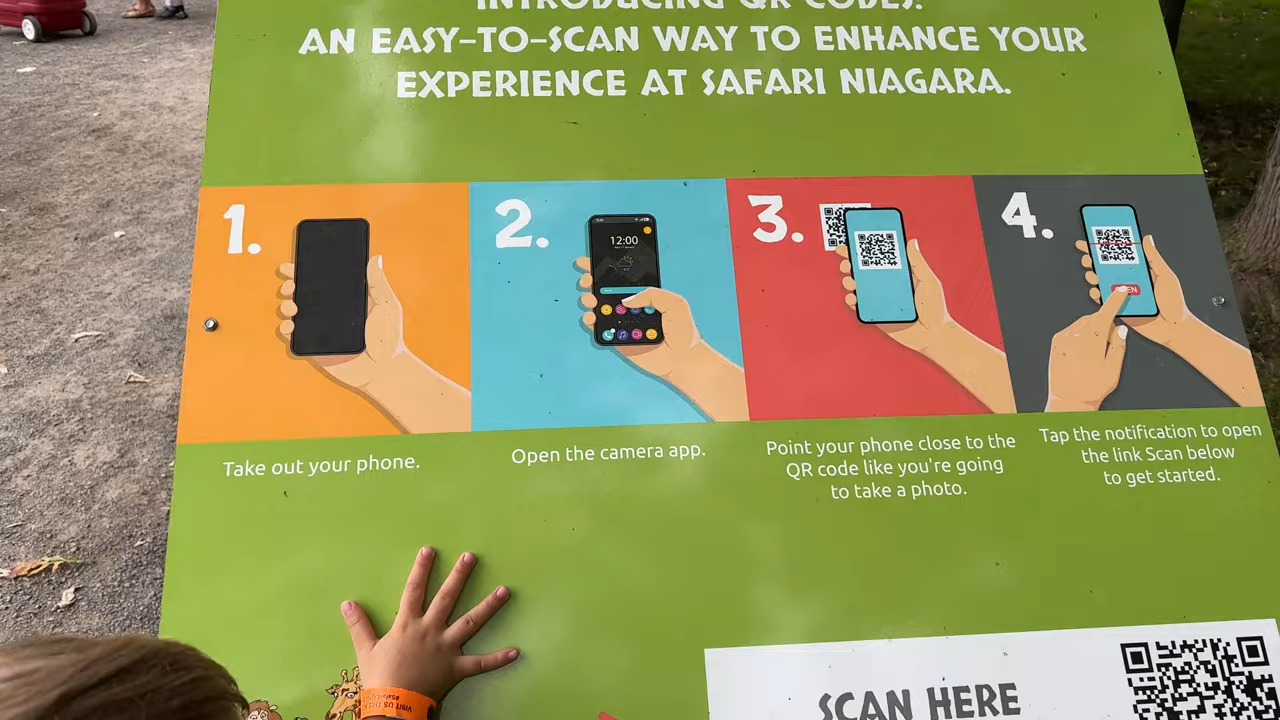 INTRODUCING QR CODES:
AN EASY-TO-SCAN WAY TO ENHANCE YOUR
EXPERIENCE AT SAFARI NIAGARA.
1.
2.
3.
4.
12:00
OPEN
Take out your phone.
Open the camera app.
Point your phone close to the
QR code like you're going
to take a photo.
Tap the notification to open
the link Scan below
to get started.
VISIT US
SCAN HERE